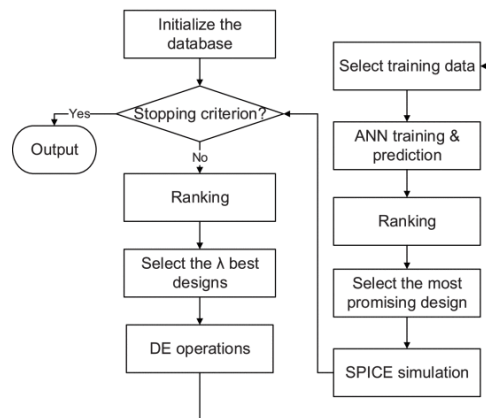 Initialize the
database
Stopping criterion?
Yes
Output
No
Ranking
Select the λ best
designs
DE operations
Select training data
ANN training &
prediction
Ranking
Select the most
promising design
SPICE simulation